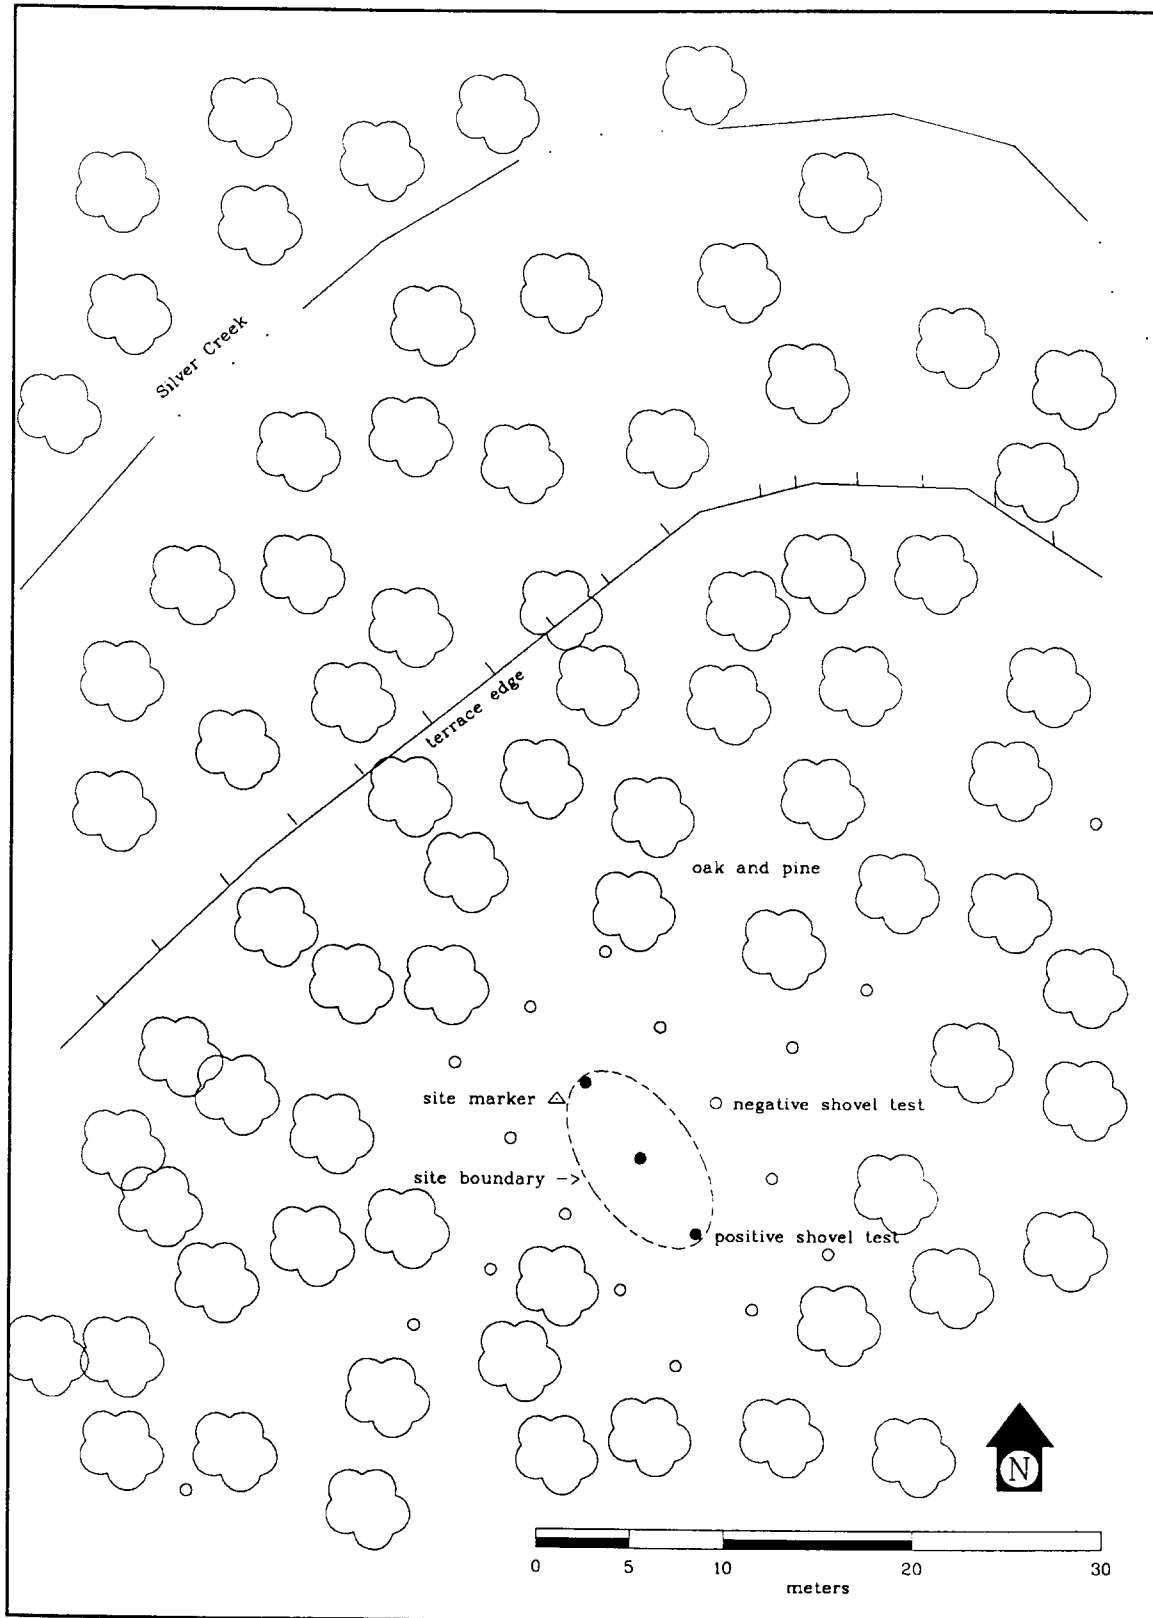 Silver Creek
terrace edge
oak and pine
site marker
negative shovel test
site boundary ->
positive shovel test
N
0 5 10 20 30
meters